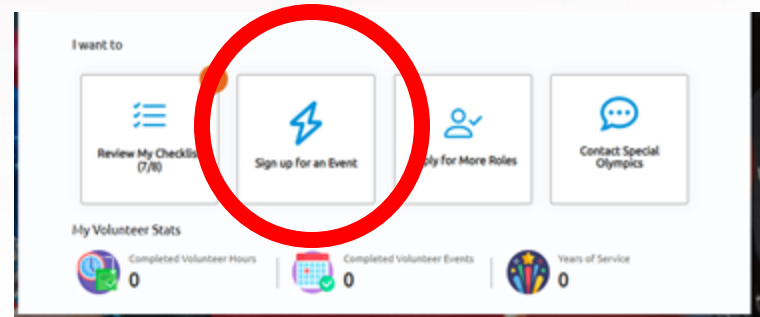 I want to
Review My Checklis
(7/8)
Sign up for an Event
ply for More Roles
Contact Special
Olympics
My Volunteer Stats
Completed Volunteer Hours
0
Completed Volunteer Events
0
Years of Service
0